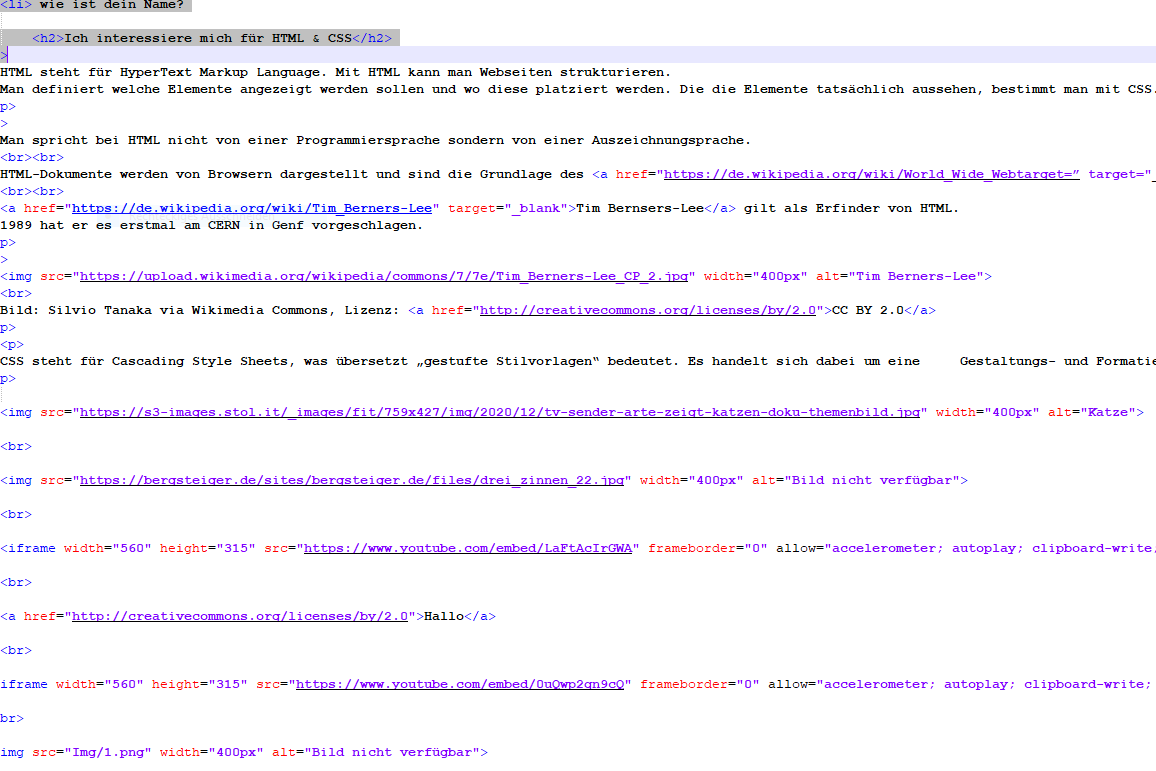 <li> wie ist dein Name?
<h2>Ich interessiere mich für HTML & CSS</h2>
>
HTML steht für HyperText Markup Language. Mit HTML kann man Webseiten strukturieren.
Man definiert welche Elemente angezeigt werden sollen und wo diese platziert werden. Die die Elemente tatsächlich aussehen, bestimmt man mit CSS.
p>
>
Man spricht bei HTML nicht von einer Programmiersprache sondern von einer Auszeichnungsprache.
<br><br>
HTML-Dokumente werden von Browsern dargestellt und sind die Grundlage des <a href="https://de.wikipedia.org/wiki/World_Wide_Webtarget=” target="_
<br><br>
<a href="https://de.wikipedia.org/wiki/Tim_Berners-Lee" target="_blank">Tim Bernsers-Lee</a> gilt als Erfinder von HTML.
1989 hat er es erstmal am CERN in Genf vorgeschlagen.
p>
>
<img src="https://upload.wikimedia.org/wikipedia/commons/7/7e/Tim_Berners-Lee_CP_2.jpg" width="400px" alt="Tim Berners-Lee">
<br>
Bild: Silvio Tanaka via Wikimedia Commons, Lizenz: <a href="http://creativecommons.org/licenses/by/2.0">CC BY 2.0</a>
p>
<p>
CSS steht für Cascading Style Sheets, was übersetzt „gestufte Stilvorlagen“ bedeutet. Es handelt sich dabei um eine     Gestaltungs- und Formatie
p>
<img src="https://s3-images.stol.it/_images/fit/759x427/img/2020/12/tv-sender-arte-zeigt-katzen-doku-themenbild.jpg" width="400px" alt="Katze">
<br>
<img src="https://bergsteiger.de/sites/bergsteiger.de/files/drei_zinnen_22.jpg" width="400px" alt="Bild nicht verfügbar">
<br>
<iframe width="560" height="315" src="https://www.youtube.com/embed/LaFtAcIrGWA" frameborder="0" allow="accelerometer; autoplay; clipboard-write;
<br>
<a href="http://creativecommons.org/licenses/by/2.0">Hallo</a>
<br>
iframe width="560" height="315" src="https://www.youtube.com/embed/0uQwp2qn9cQ" frameborder="0" allow="accelerometer; autoplay; clipboard-write;
br>
img src="Img/1.png" width="400px" alt="Bild nicht verfügbar">